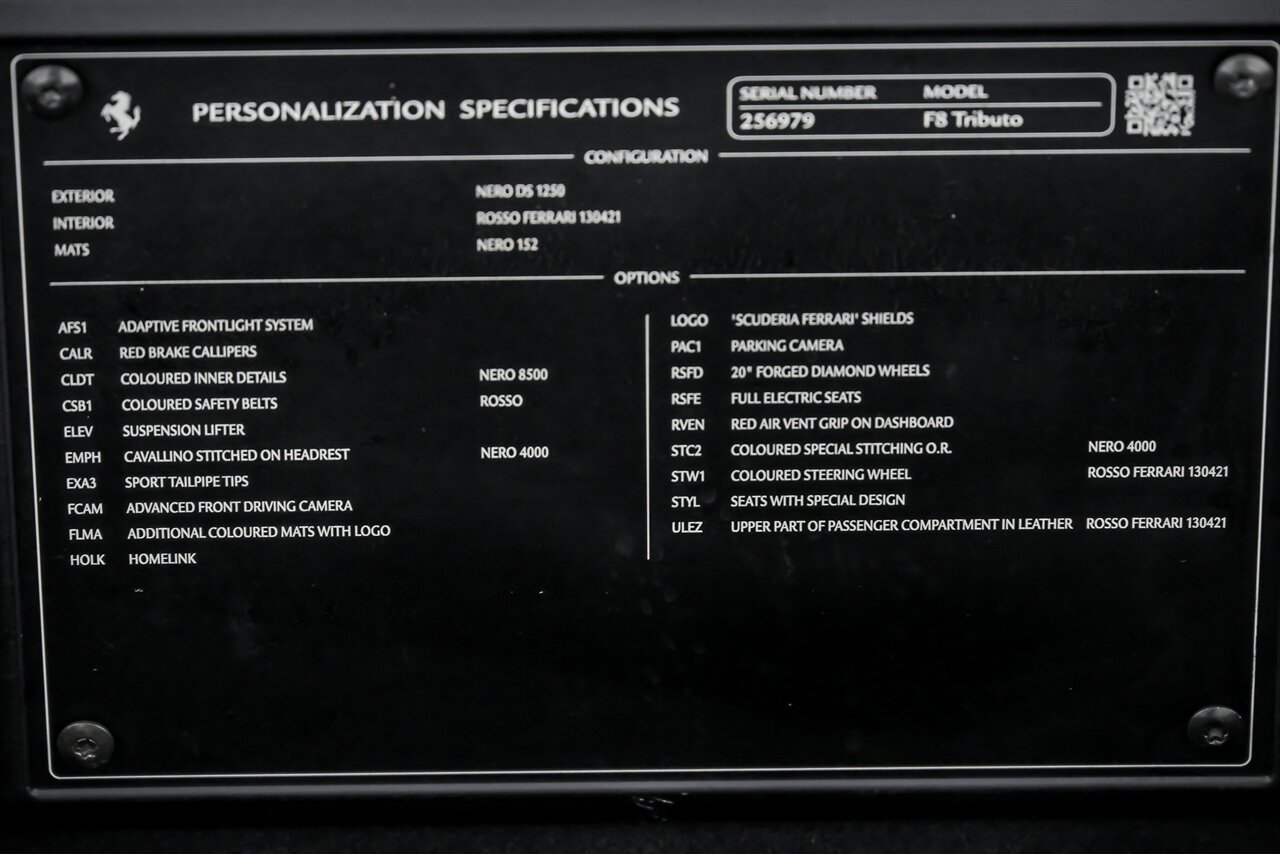 PERSONALIZATION SPECIFICATIONS
SERIAL NUMBER MODEL
256979 F8 Tributo
CONFIGURATION
EXTERIOR NERO DS 1250
INTERIOR ROSSO FERRARI 130421
MATS NERO 152
OPTIONS
AFS1 ADAPTIVE FRONTLIGHT SYSTEM
CALR RED BRAKE CALLIPERS
CLDT COLOURED INNER DETAILS NERO 8500
CSB1 COLOURED SAFETY BELTS ROSSO
ELEV SUSPENSION LIFTER
EMPH CAVALLINO STITCHED ON HEADREST NERO 4000
EXA3 SPORT TAILPIPE TIPS
FCAM ADVANCED FRONT DRIVING CAMERA
FLMA ADDITIONAL COLOURED MATS WITH LOGO
HOLK HOMELINK
LOGO 'SCUDERIA FERRARI' SHIELDS
PAC1 PARKING CAMERA
RSFD 20" FORGED DIAMOND WHEELS
RSFE FULL ELECTRIC SEATS
RVEN RED AIR VENT GRIP ON DASHBOARD
STC2 COLOURED SPECIAL STITCHING O.R. NERO 4000
STW1 COLOURED STEERING WHEEL ROSSO FERRARI 130421
STYL SEATS WITH SPECIAL DESIGN
ULEZ UPPER PART OF PASSENGER COMPARTMENT IN LEATHER ROSSO FERRARI 130421